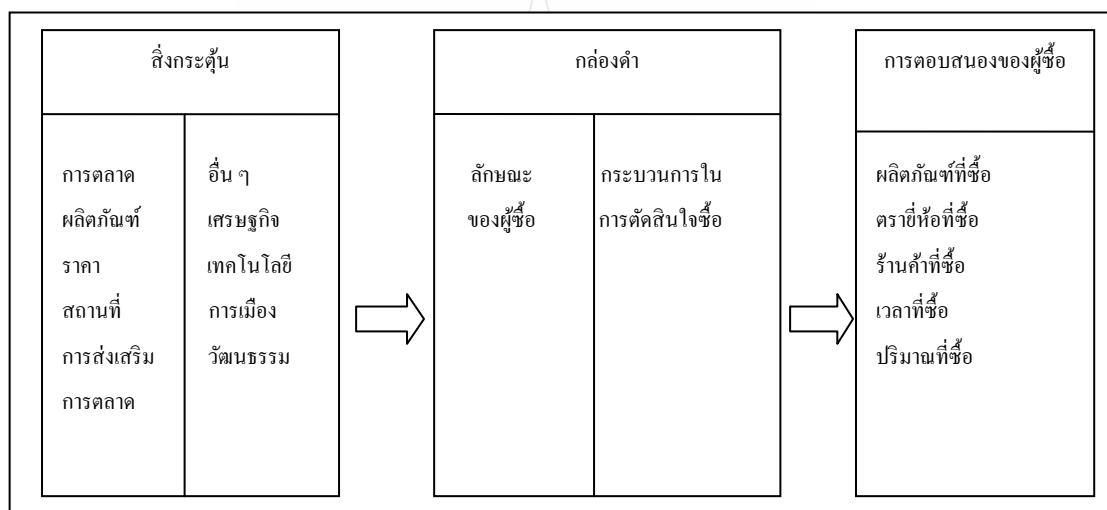 สิ่งกระตุ้น
การตลาด
ผลิตภัณฑ์
ราคา
สถานที่
การส่งเสริม
การตลาด
อื่น ๆ
เศรษฐกิจ
เทคโนโลยี
การเมือง
วัฒนธรรม
กล่องดำ
ลักษณะ
ของผู้ซื้อ
กระบวนการใน
การตัดสินใจซื้อ
การตอบสนองของผู้ซื้อ
ผลิตภัณฑ์ที่ซื้อ
ตรายี่ห้อที่ซื้อ
ร้านค้าที่ซื้อ
เวลาที่ซื้อ
ปริมาณที่ซื้อ